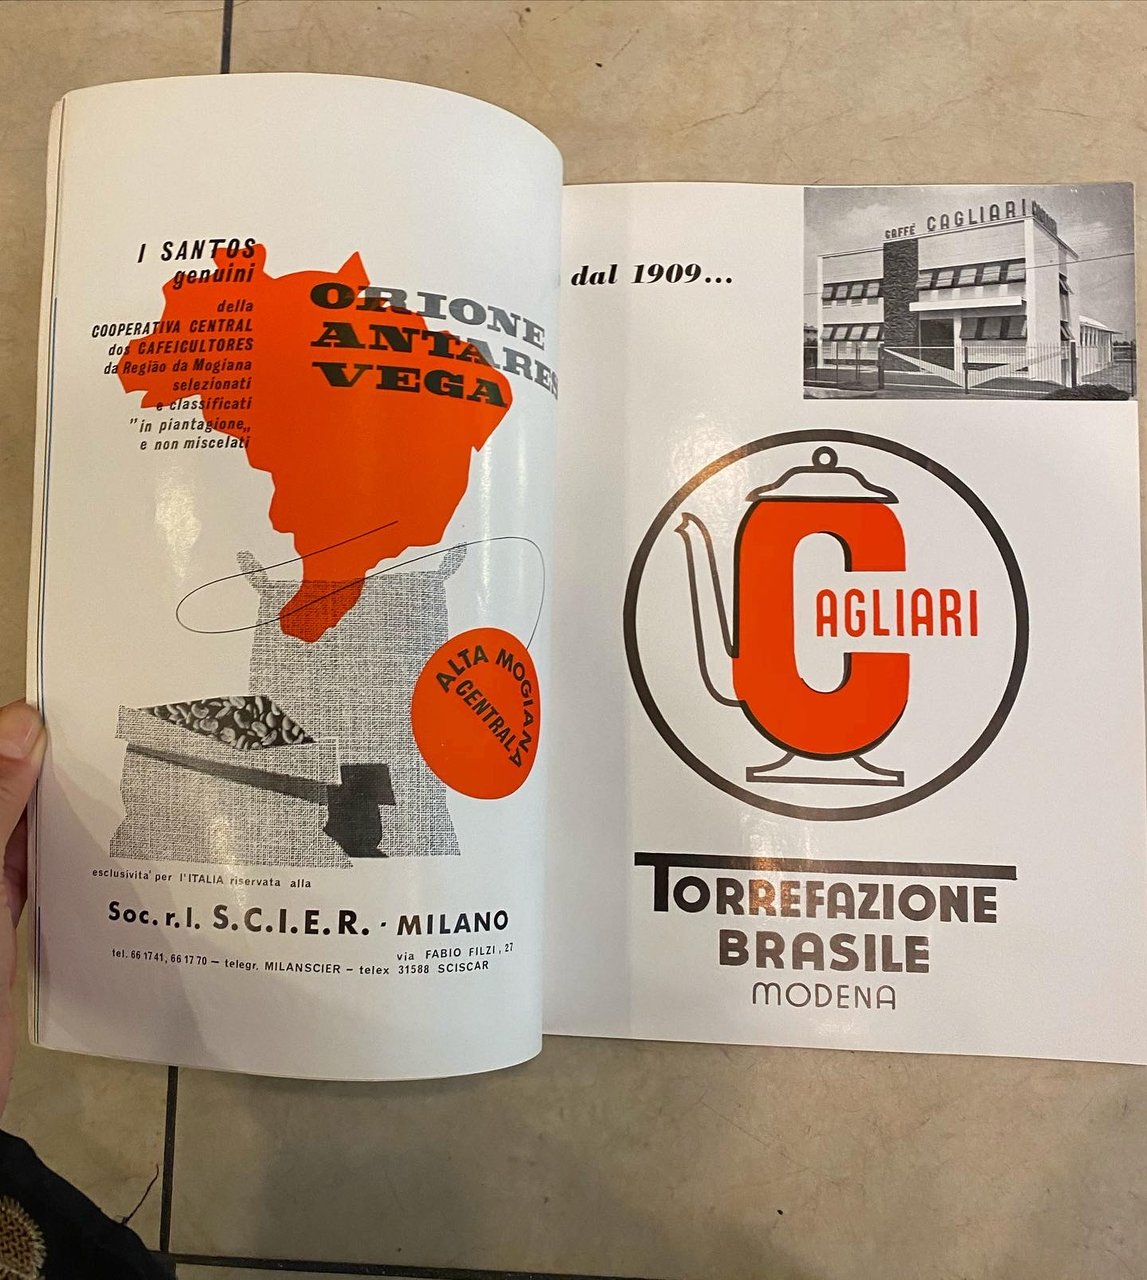 I SANTOS
genuini
della
COOPERATIVA CENTRAL
dos CAFEICULTORES
da Região da Mogiana
selezionati
e classificati
"in piantagione„
e non miscelati
ORIONE
ANTARES
VEGA
ALTA MOGIANA
CENTRAL
esclusivita' per l'ITALIA riservata alla
Soc. r.l. S.C.I.E.R. - MILANO
via FABIO FILZI, 27
tel. 66 17 41, 66 17 70 — telegr. MILANSCIER — telex 31588 SCISCAR
dal 1909...
CAFFÈ CAGLIARI
CAGLIARI
TORREFAZIONE
BRASILE
MODENA